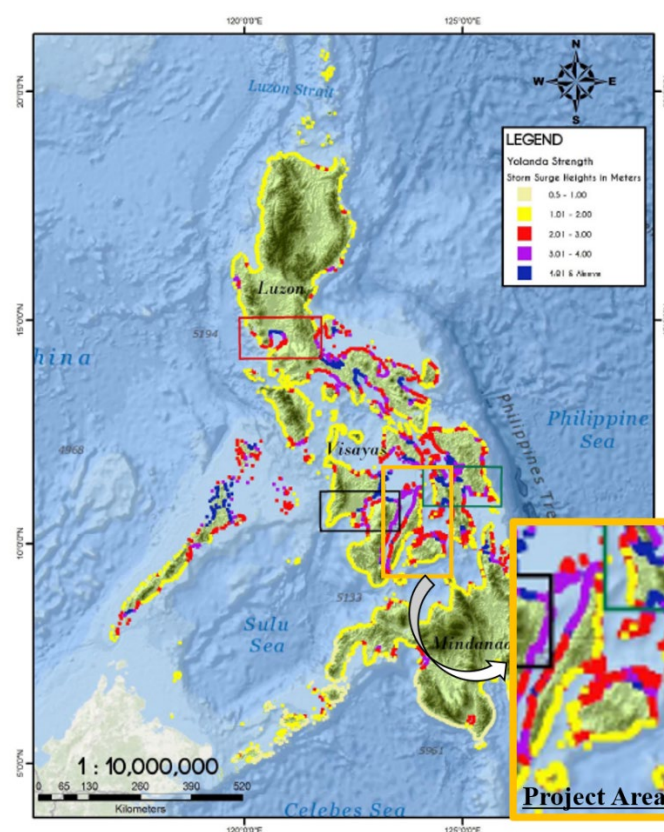 120°0'0"E
125°0'0"E
20°0'0"N
Luzon Strait
N
W E
S
LEGEND
Yolanda Strength
Storm Surge Heights in Meters
0.5 - 1.00
1.01 - 2.00
2.01 - 3.00
3.01 - 4.00
4.01 & Above
Luzon
15°0'0"N
5194
hina
Philippine
Sea
Philippines Tre
4968
Visayas
10°0'0"N
5133
Sulu
Sea
Mindana
5°0'0"N
5961
1 : 10,000,000
0 65 130 260 390 520
Kilometers
Celebes Sea
Project Area
120°0'0"E
125°0'0"E